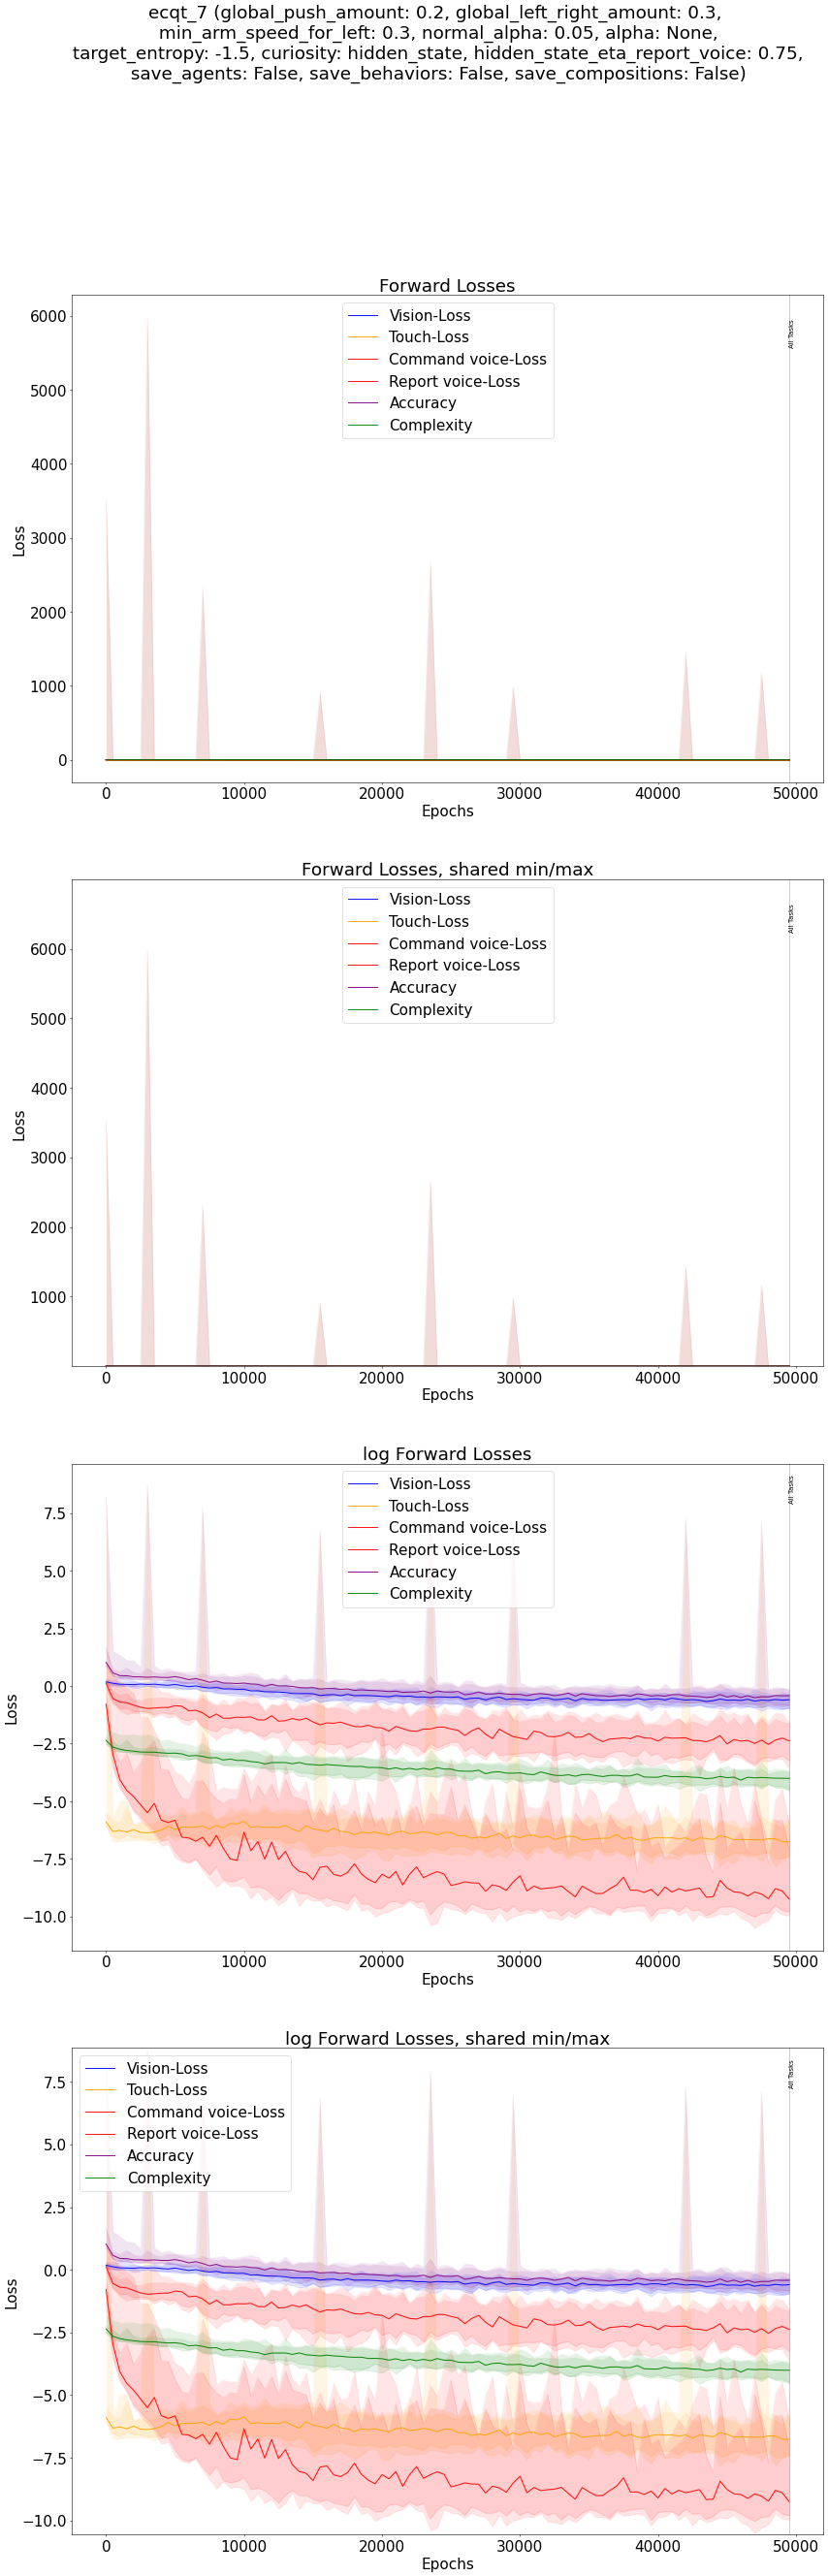 ecqt_7 (global_push_amount: 0.2, global_left_right_amount: 0.3,
min_arm_speed_for_left: 0.3, normal_alpha: 0.05, alpha: None,
target_entropy: -1.5, curiosity: hidden_state, hidden_state_eta_report_voice: 0.75,
save_agents: False, save_behaviors: False, save_compositions: False)
Forward Losses
Vision-Loss
Touch-Loss
Command voice-Loss
Report voice-Loss
Accuracy
Complexity
All Tasks
6000
5000
4000
3000
2000
1000
0
Loss
0 10000 20000 30000 40000 50000
Epochs
Forward Losses, shared min/max
Vision-Loss
Touch-Loss
Command voice-Loss
Report voice-Loss
Accuracy
Complexity
All Tasks
6000
5000
4000
3000
2000
1000
Loss
0 10000 20000 30000 40000 50000
Epochs
log Forward Losses
Vision-Loss
Touch-Loss
Command voice-Loss
Report voice-Loss
Accuracy
Complexity
All Tasks
7.5
5.0
2.5
0.0
−2.5
−5.0
−7.5
−10.0
Loss
0 10000 20000 30000 40000 50000
Epochs
log Forward Losses, shared min/max
Vision-Loss
Touch-Loss
Command voice-Loss
Report voice-Loss
Accuracy
Complexity
All Tasks
7.5
5.0
2.5
0.0
−2.5
−5.0
−7.5
−10.0
Loss
0 10000 20000 30000 40000 50000
Epochs